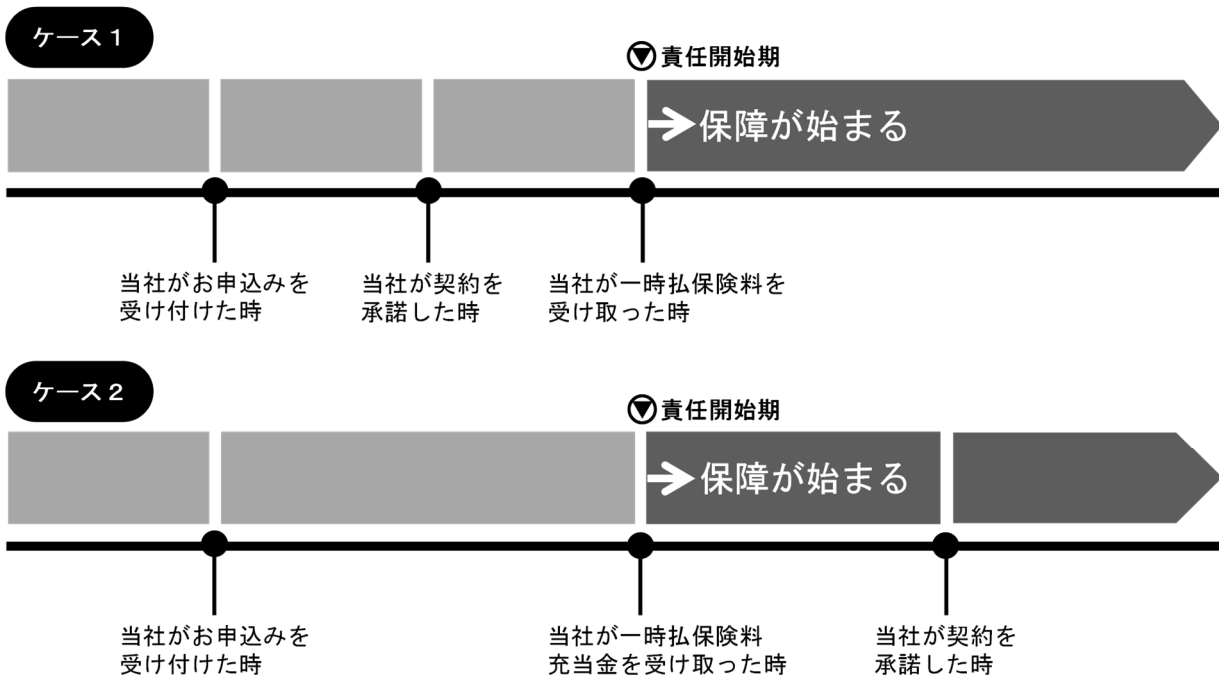 ケース1
責任開始期
保障が始まる
当社がお申込みを
受け付けた時
当社が契約を
承諾した時
当社が一時払保険料を
受け取った時
ケース2
責任開始期
保障が始まる
当社がお申込みを
受け付けた時
当社が一時払保険料
充当金を受け取った時
当社が契約を
承諾した時